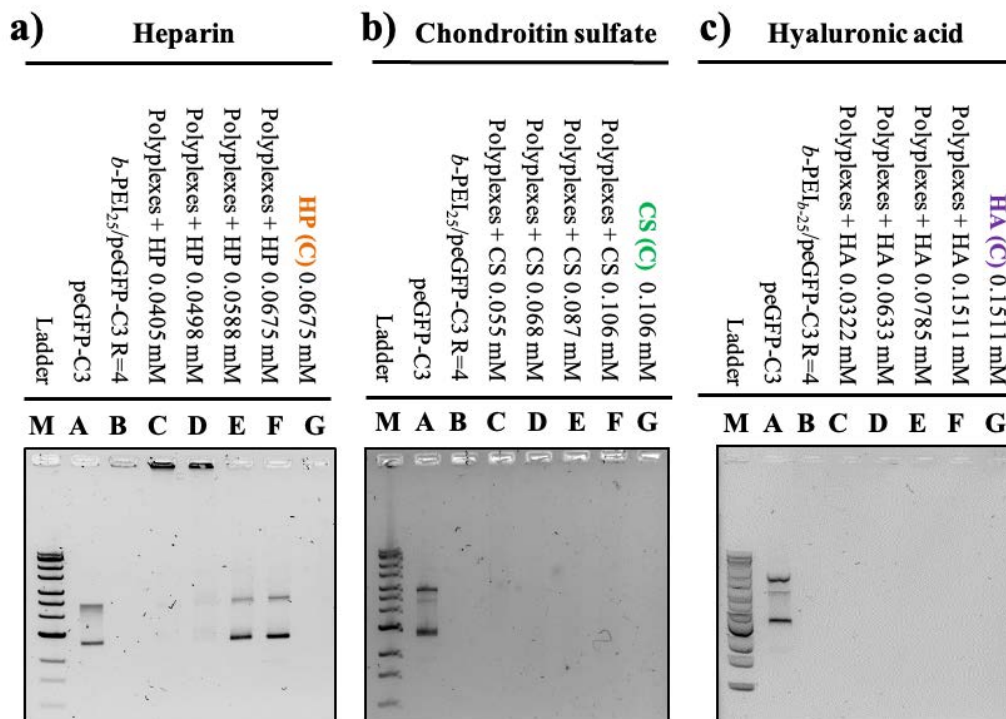 a) Heparin
Ladder
peGFP-C3
b-PEI25/peGFP-C3 R=4
Polyplexes + HP 0.0405 mM
Polyplexes + HP 0.0498 mM
Polyplexes + HP 0.0588 mM
Polyplexes + HP 0.0675 mM
HP (C) 0.0675 mM
M A B C D E F G
b) Chondroitin sulfate
Ladder
peGFP-C3
b-PEI25/peGFP-C3 R=4
Polyplexes + CS 0.055 mM
Polyplexes + CS 0.068 mM
Polyplexes + CS 0.087 mM
Polyplexes + CS 0.106 mM
CS (C) 0.106 mM
M A B C D E F G
c) Hyaluronic acid
Ladder
peGFP-C3
b-PEIb-25/peGFP-C3 R=4
Polyplexes + HA 0.0322 mM
Polyplexes + HA 0.0633 mM
Polyplexes + HA 0.0785 mM
Polyplexes + HA 0.1511 mM
HA (C) 0.1511 mM
M A B C D E F G